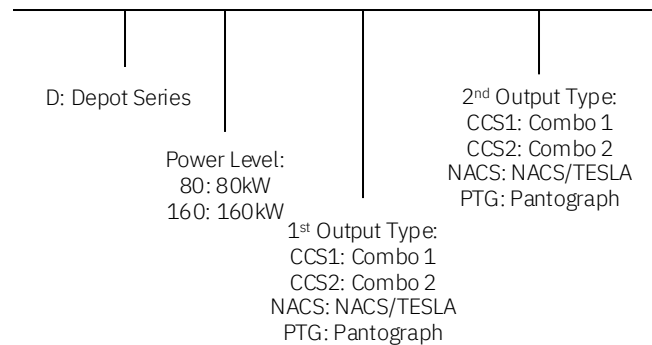 D: Depot Series
Power Level:
80: 80kW
160: 160kW
1st Output Type:
CCS1: Combo 1
CCS2: Combo 2
NACS: NACS/TESLA
PTG: Pantograph
2nd Output Type:
CCS1: Combo 1
CCS2: Combo 2
NACS: NACS/TESLA
PTG: Pantograph